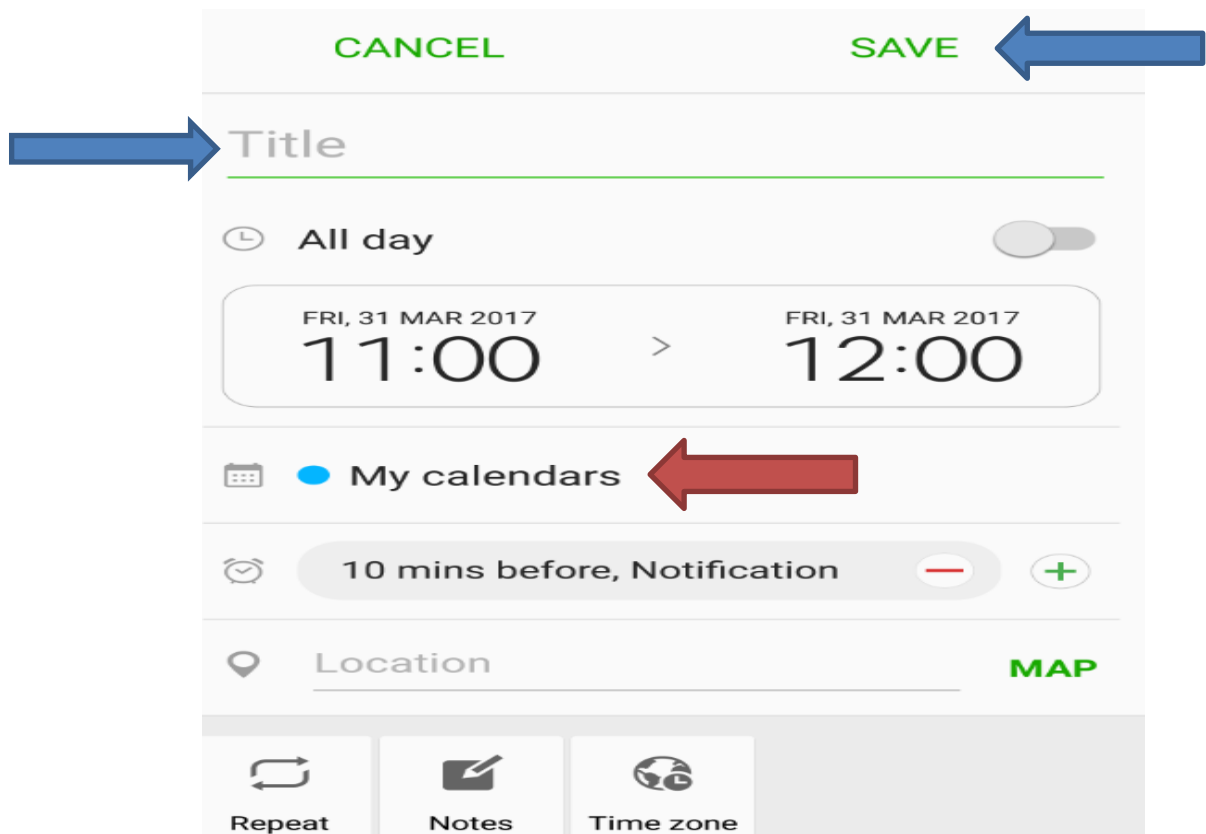 CANCEL SAVE
Title
All day
FRI, 31 MAR 2017 FRI, 31 MAR 2017
11:00 > 12:00
My calendars
10 mins before, Notification
Location MAP
Repeat Notes Time zone